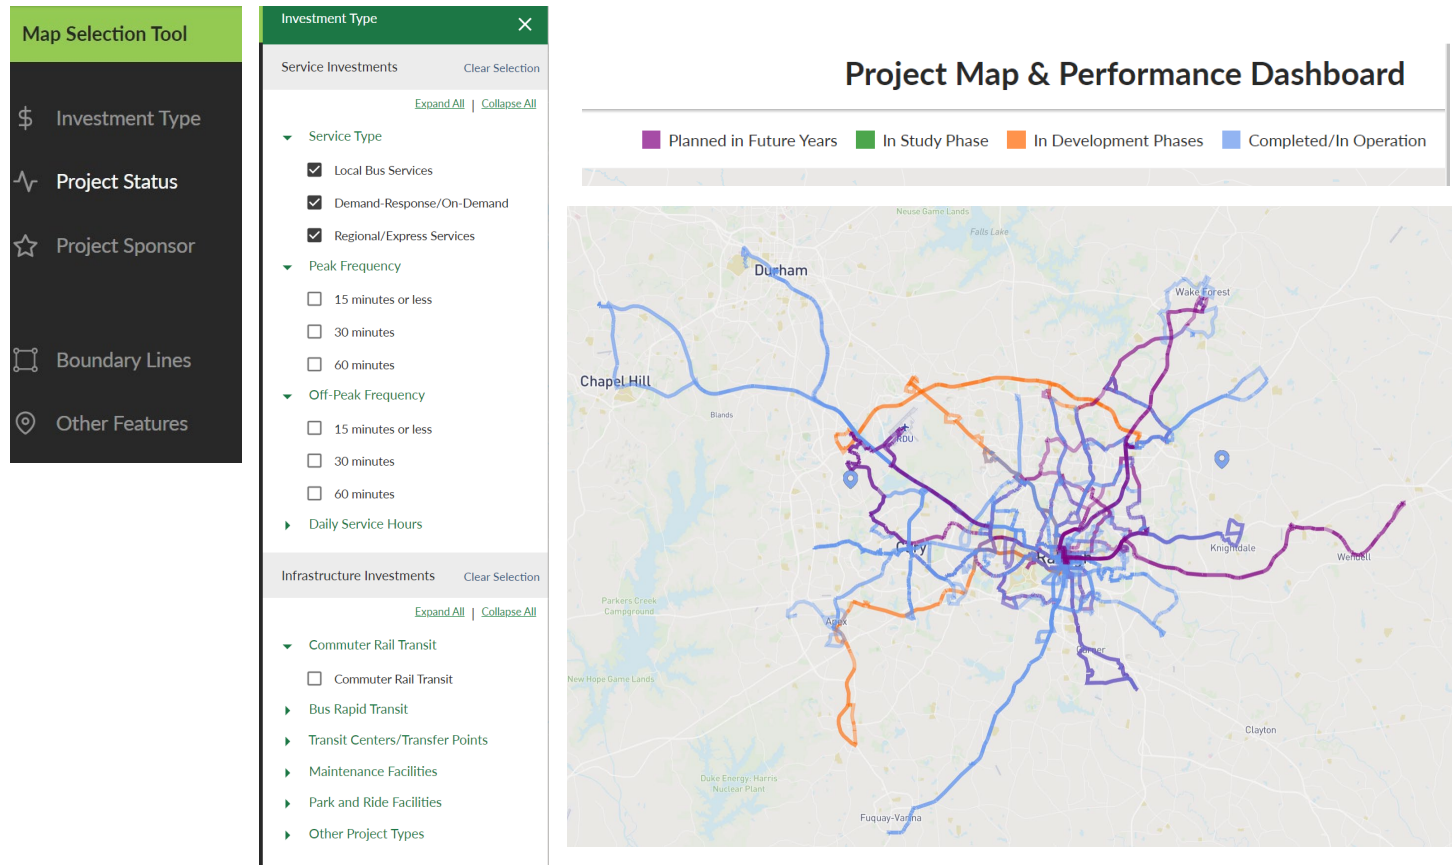 Map Selection Tool
Investment Type
Project Status
Project Sponsor
Boundary Lines
Other Features
Investment Type
Service Investments
Clear Selection
Expand All | Collapse All
Service Type
Local Bus Services
Demand-Response/On-Demand
Regional/Express Services
Peak Frequency
15 minutes or less
30 minutes
60 minutes
Off-Peak Frequency
15 minutes or less
30 minutes
60 minutes
Daily Service Hours
Infrastructure Investments
Clear Selection
Expand All | Collapse All
Commuter Rail Transit
Commuter Rail Transit
Bus Rapid Transit
Transit Centers/Transfer Points
Maintenance Facilities
Park and Ride Facilities
Other Project Types
Project Map & Performance Dashboard
Planned in Future Years
In Study Phase
In Development Phases
Completed/In Operation
Neuse Game Lands
Falls Lake
Durham
Wake Forest
Chapel Hill
Blands
RDU
Cary
Raleigh
Knightdale
Wendell
Parkers Creek
Campground
Apex
Garner
New Hope Game Lands
Clayton
Duke Energy, Harris
Nuclear Plant
Fuquay-Varina